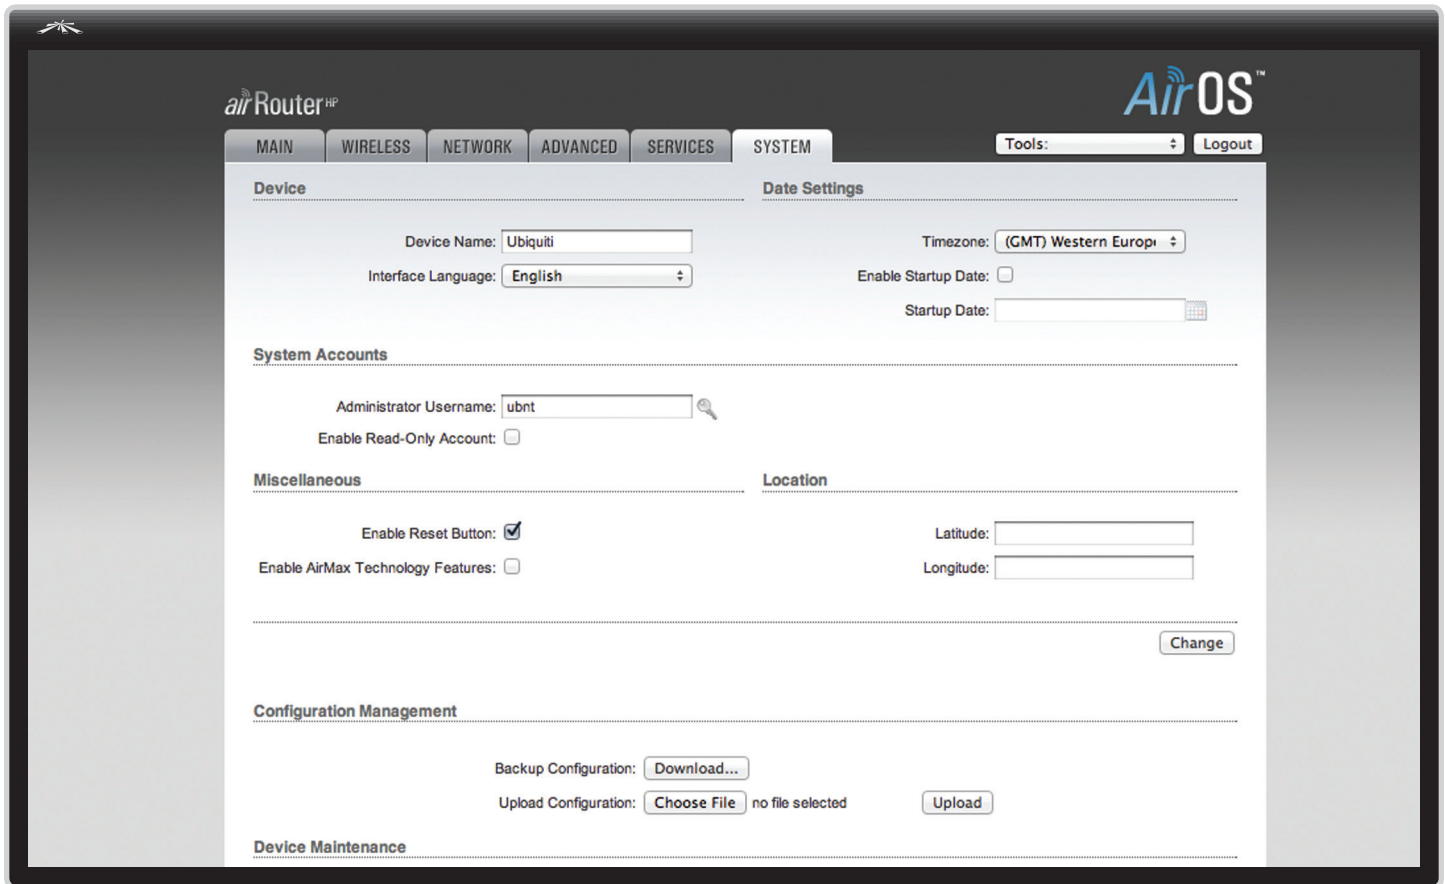 airRouter HP
AirOS™
MAIN WIRELESS NETWORK ADVANCED SERVICES SYSTEM Tools: Logout
Device Date Settings
Device Name: Ubiquiti Timezone: (GMT) Western Europe
Interface Language: English Enable Startup Date:
Startup Date:
System Accounts
Administrator Username: ubnt
Enable Read-Only Account:
Miscellaneous Location
Enable Reset Button: Latitude:
Enable AirMax Technology Features: Longitude:
Change
Configuration Management
Backup Configuration: Download...
Upload Configuration: Choose File no file selected Upload
Device Maintenance